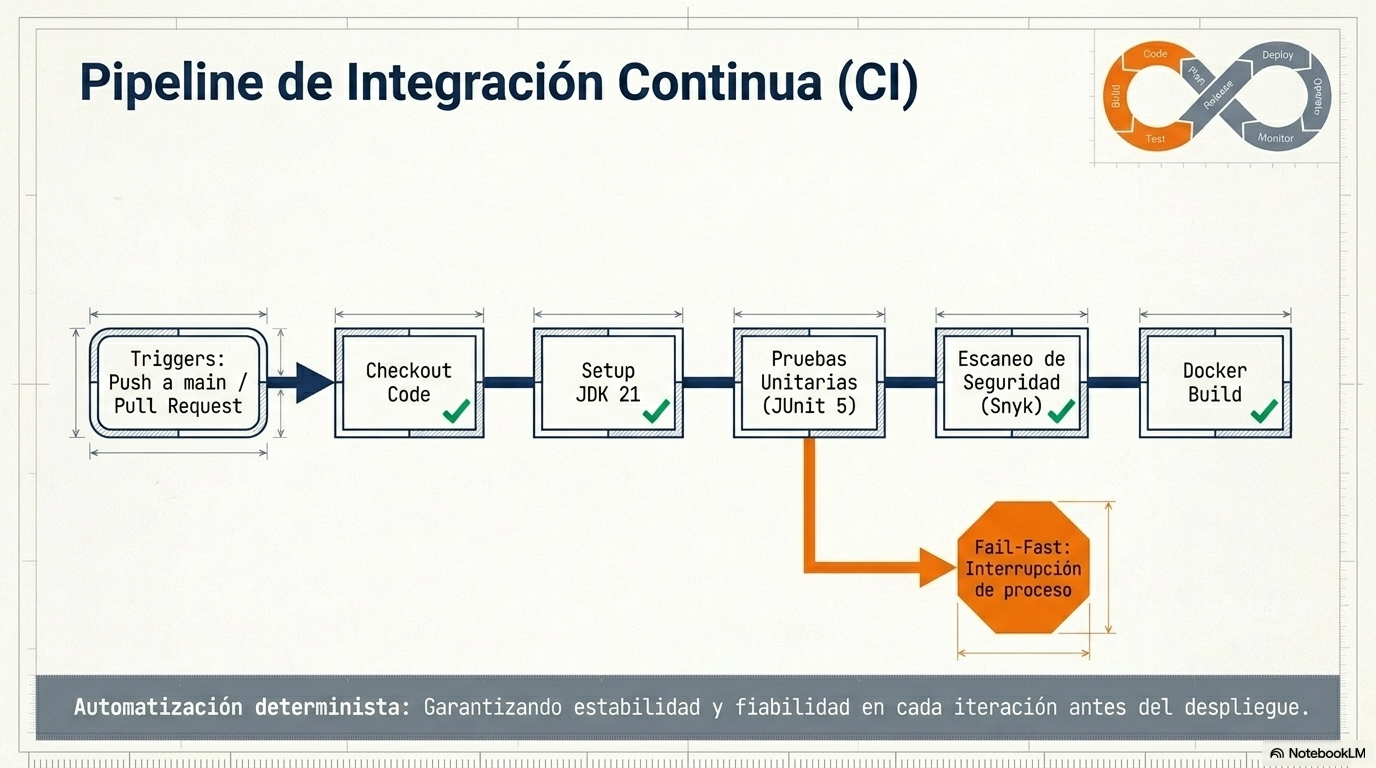 Pipeline de Integración Continua (CI)
Code
Build
Test
Plan
Release
Deploy
Operate
Monitor
Triggers:
Push a main /
Pull Request
Checkout
Code
Setup
JDK 21
Pruebas
Unitarias
(JUnit 5)
Escaneo de
Seguridad
(Snyk)
Docker
Build
Fail-Fast:
Interrupción
de proceso
Automatización determinista: Garantizando estabilidad y fiabilidad en cada iteración antes del despliegue.
NotebookLM